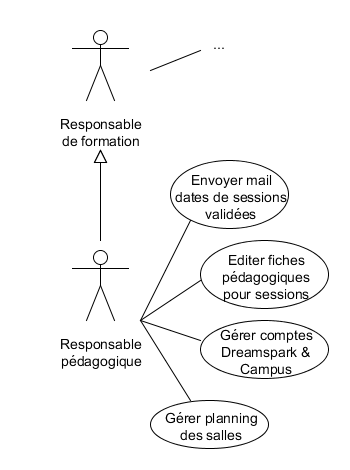 ...
Responsable
de formation
Envoyer mail
dates de sessions
validées
Editer fiches
pédagogiques
pour sessions
Responsable
pédagogique
Gérer comptes
Dreamspark &
Campus
Gérer planning
des salles